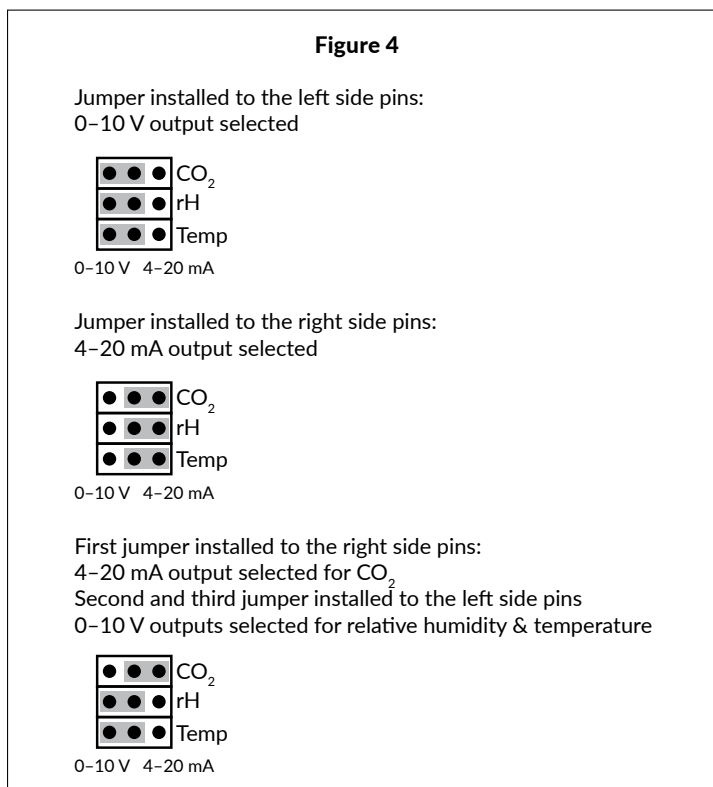 Figure 4
Jumper installed to the left side pins:
0–10 V output selected
CO₂
rH
Temp
0–10 V 4–20 mA
Jumper installed to the right side pins:
4–20 mA output selected
CO₂
rH
Temp
0–10 V 4–20 mA
First jumper installed to the right side pins:
4–20 mA output selected for CO₂
Second and third jumper installed to the left side pins
0–10 V outputs selected for relative humidity & temperature
CO₂
rH
Temp
0–10 V 4–20 mA